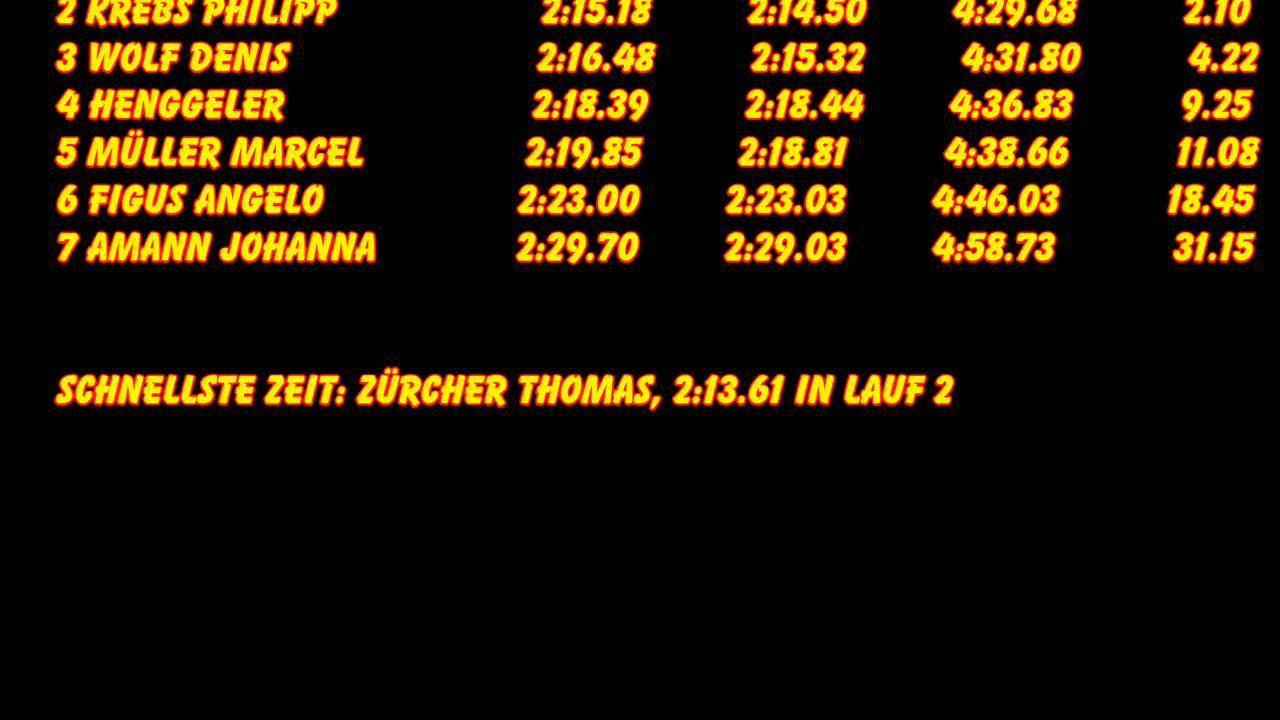 2 KREBS PHILIPP 2:15.18 2:14.50 4:29.68 2.10
3 WOLF DENIS 2:16.48 2:15.32 4:31.80 4.22
4 HENGGELER 2:18.39 2:18.44 4:36.83 9.25
5 MÜLLER MARCEL 2:19.85 2:18.81 4:38.66 11.08
6 FIGUS ANGELO 2:23.00 2:23.03 4:46.03 18.45
7 AMANN JOHANNA 2:29.70 2:29.03 4:58.73 31.15
SCHNELLSTE ZEIT: ZÜRCHER THOMAS, 2:13.61 IN LAUF 2